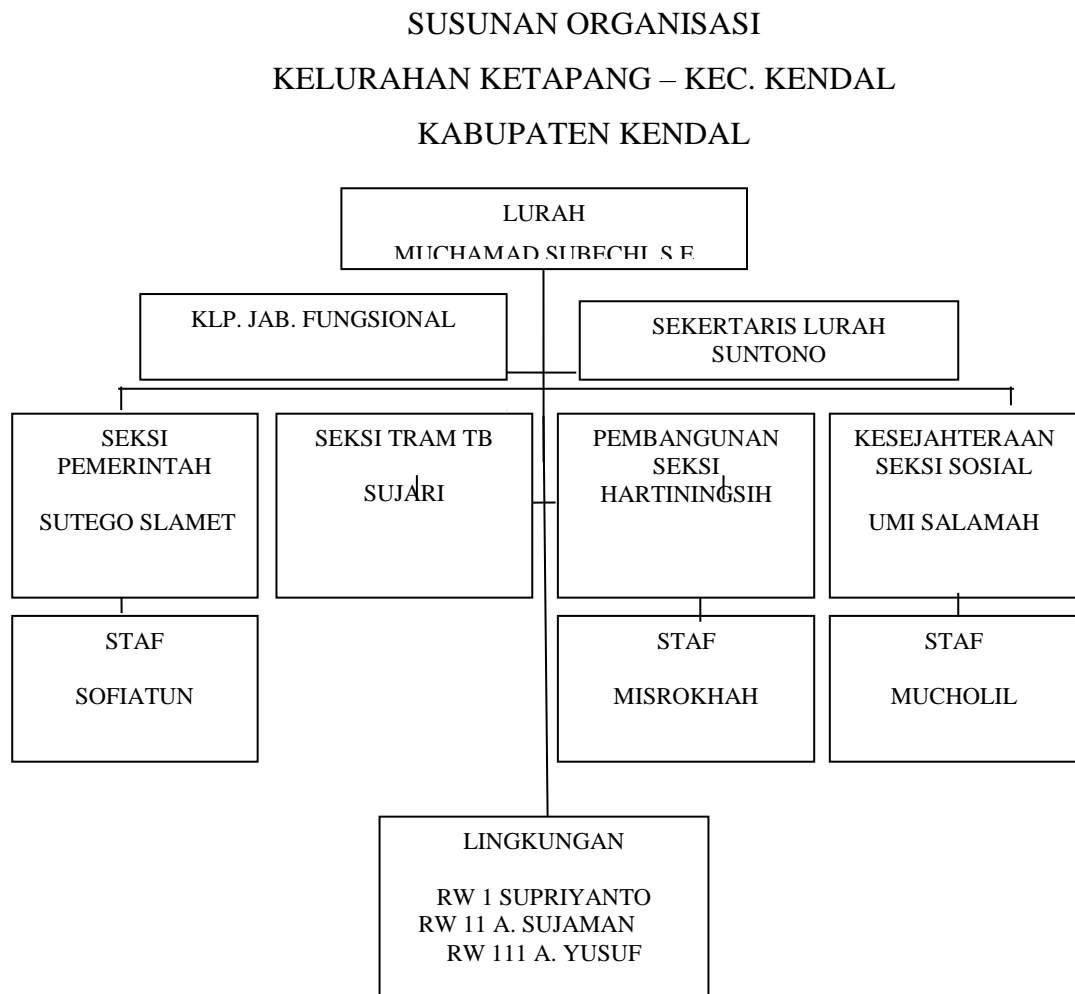 SUSUNAN ORGANISASI
KELURAHAN KETAPANG – KEC. KENDAL
KABUPATEN KENDAL
LURAH
MUCHAMAD SUBECHI, S.E
KLP. JAB. FUNGSIONAL
SEKERTARIS LURAH
SUNTONO
SEKSI
PEMERINTAH
SUTEGO SLAMET
SEKSI TRAM TB
SUJARI
PEMBANGUNAN
SEKSI
HARTININGSIH
KESEJAHTERAAN
SEKSI SOSIAL
UMI SALAMAH
STAF
SOFIATUN
STAF
MISROKHAH
STAF
MUCHOLIL
LINGKUNGAN
RW 1 SUPRIYANTO
RW 11 A. SUJAMAN
RW 111 A. YUSUF